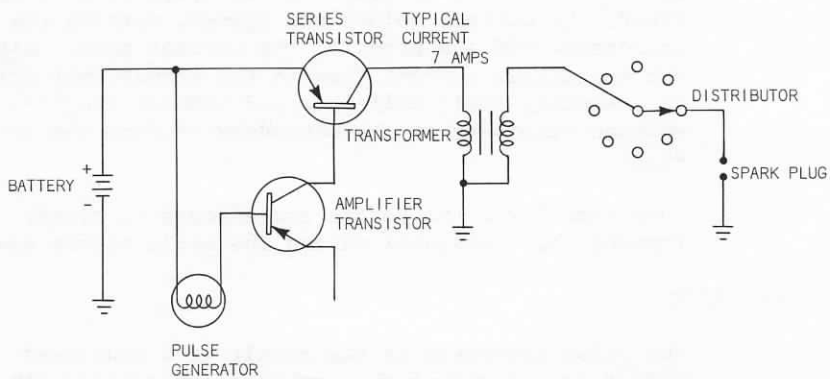 SERIES
TRANSISTOR
TYPICAL
CURRENT
7 AMPS
DISTRIBUTOR
TRANSFORMER
SPARK PLUG
BATTERY
+
-
AMPLIFIER
TRANSISTOR
PULSE
GENERATOR